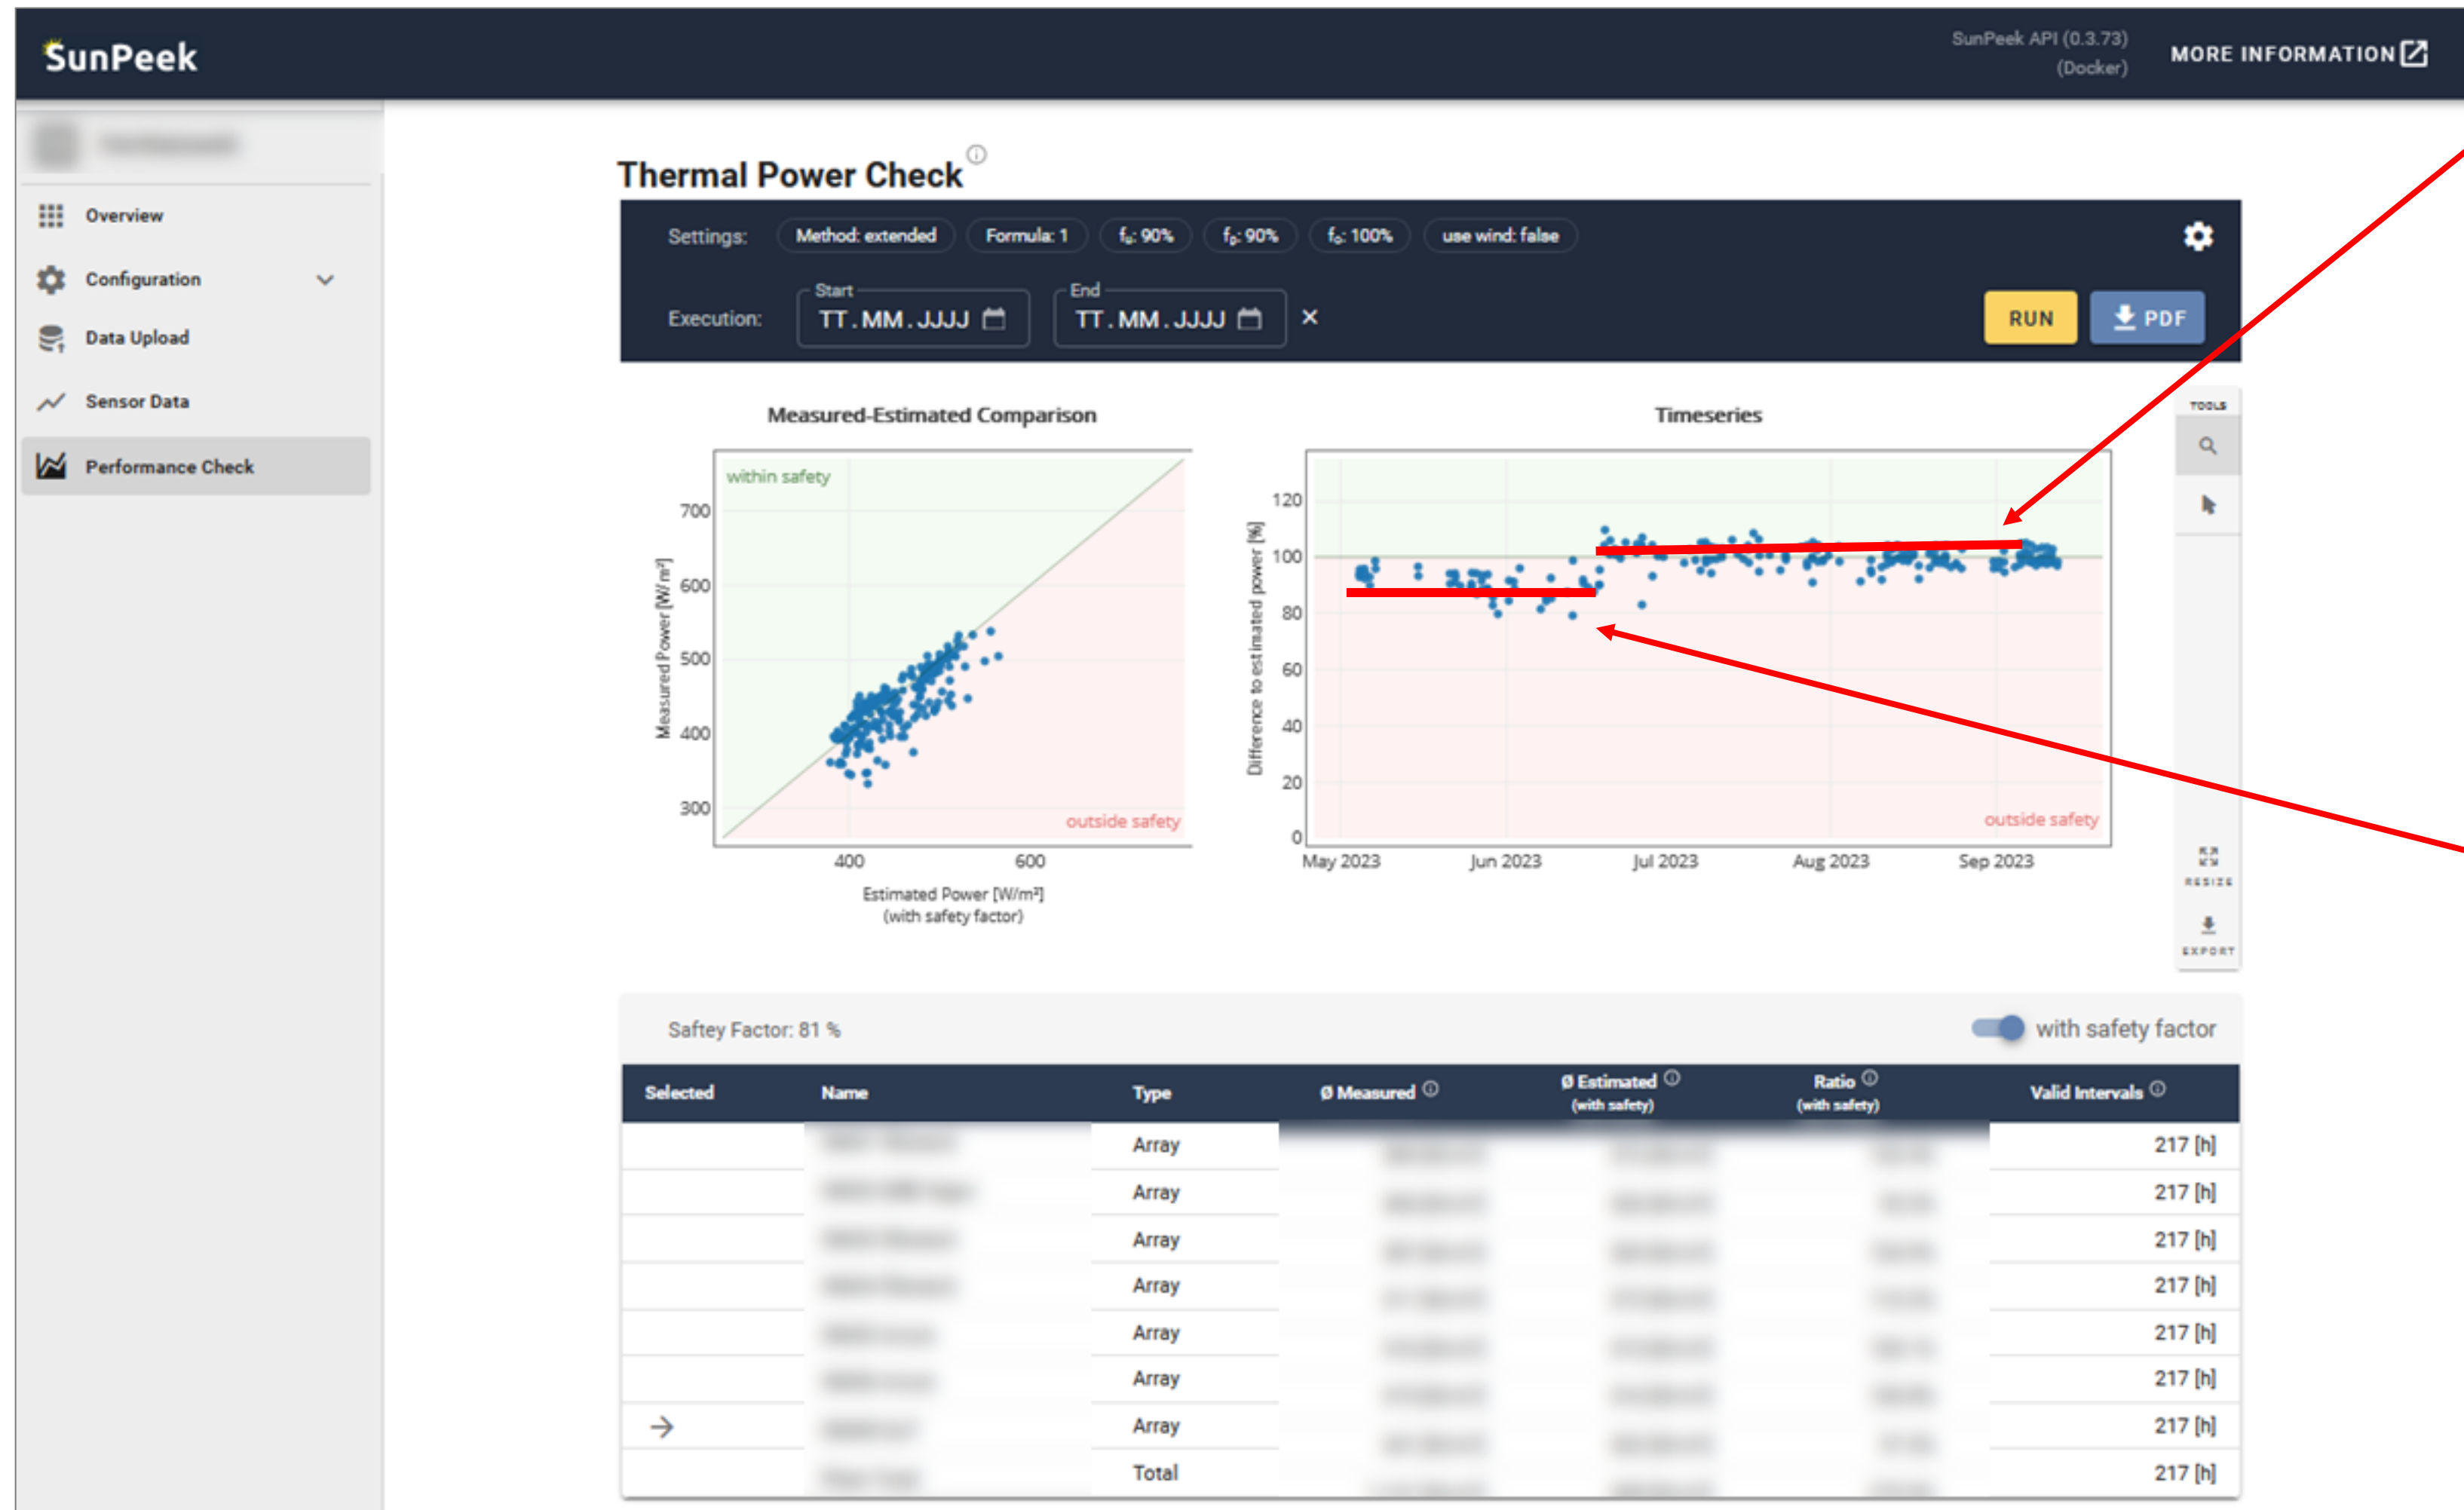 SunPeek
SunPeek API (0.3.73)
(Docker)
MORE INFORMATION
Overview
Configuration
Data Upload
Sensor Data
Performance Check
Thermal Power Check
Settings: Method: extended Formula: 1 fᵤ: 90% fₚ: 90% fₒ: 100% use wind: false
Execution: Start TT.MM.JJJJ End TT.MM.JJJJ ×
RUN
PDF
Measured-Estimated Comparison
within safety
700
600
500
400
300
Measured Power [W/m²]
outside safety
400 600
Estimated Power [W/m²]
(with safety factor)
Timeseries
120
100
80
60
40
20
0
Difference to estimated power [%]
outside safety
May 2023 Jun 2023 Jul 2023 Aug 2023 Sep 2023
TOOLS
RESIZE
EXPORT
Saftey Factor: 81 %
with safety factor
Selected Name Type Ø Measured Ø Estimated (with safety) Ratio (with safety) Valid Intervals
Array 217 [h]
Array 217 [h]
Array 217 [h]
Array 217 [h]
Array 217 [h]
Array 217 [h]
Array 217 [h]
Total 217 [h]